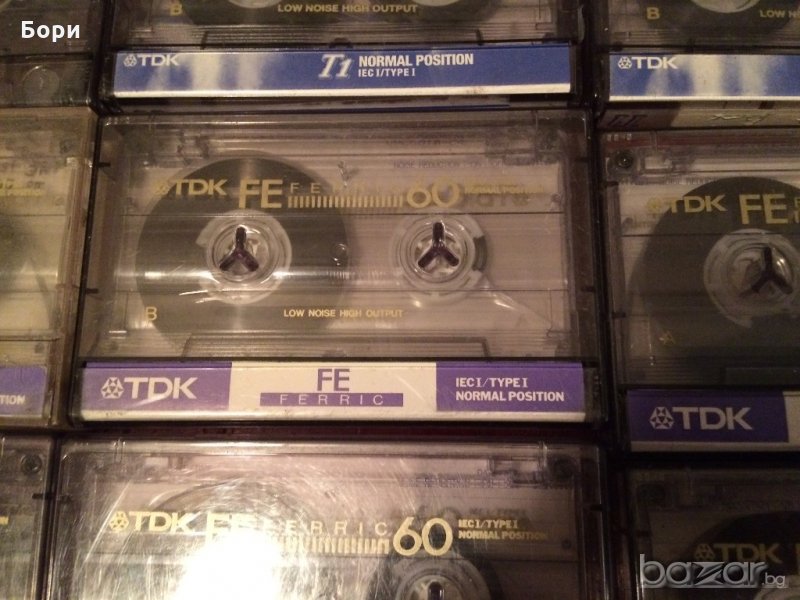 Бори
B
LOW NOISE HIGH OUTPUT
B
TDK
T1 NORMAL POSITION
IEC I / TYPE I
TDK
TDK FE FERRIC 60
NORMAL POSITION
B
LOW NOISE HIGH OUTPUT
TDK
FE
FERRIC
IEC I / TYPE I
NORMAL POSITION
TDK FE
TDK
TDK FE FERRIC 60
IEC I / TYPE I
NORMAL POSITION
TDK
bazar.bg